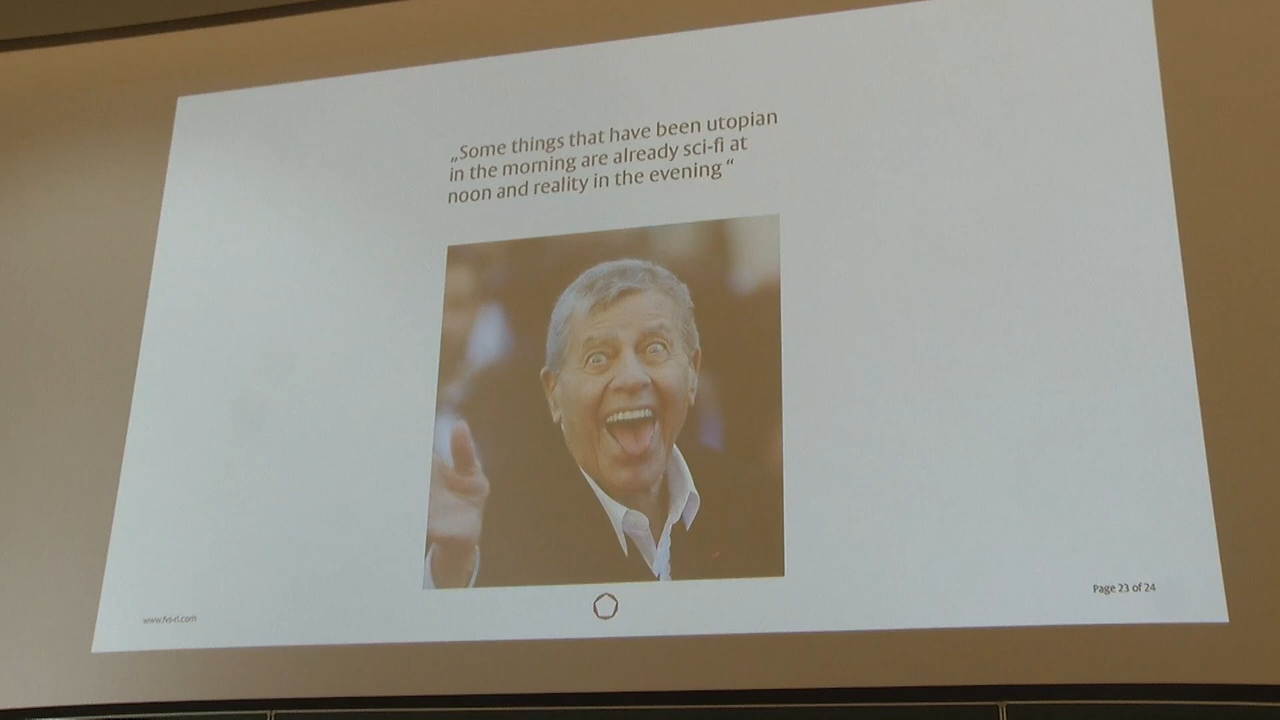 „Some things that have been utopian
in the morning are already sci-fi at
noon and reality in the evening “
www.fvs-ri.com
Page 23 of 24